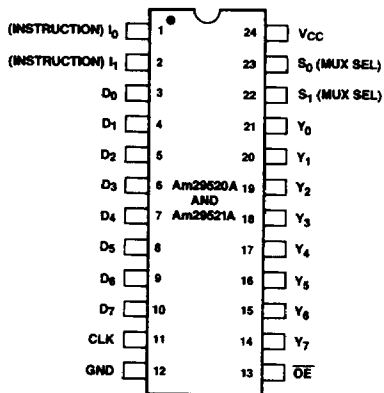 (INSTRUCTION) I0 1 24 VCC
(INSTRUCTION) I1 2 23 S0 (MUX SEL)
D0 3 22 S1 (MUX SEL)
D1 4 21 Y0
D2 5 20 Y1
D3 6 Am29520A 19 Y2
AND
D4 7 Am29521A 18 Y3
D5 8 17 Y4
D6 9 16 Y5
D7 10 15 Y6
CLK 11 14 Y7
GND 12 13 O̅E̅